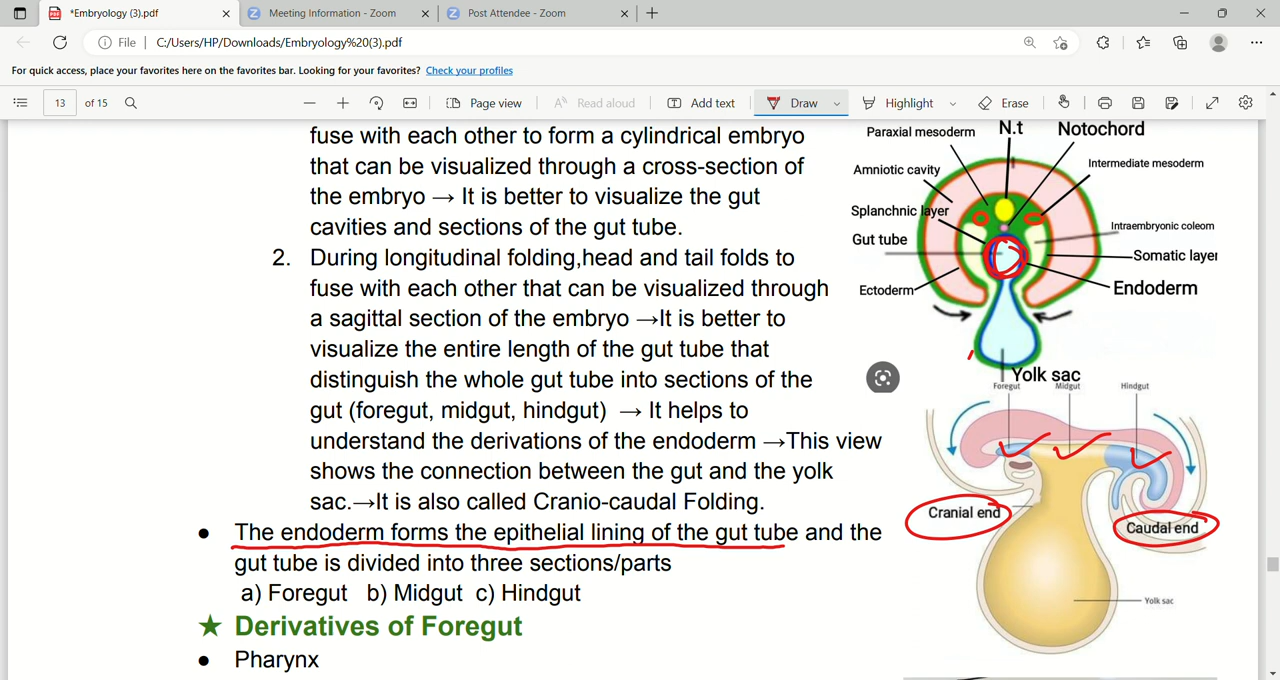 *Embryology (3).pdf
Meeting Information - Zoom
Post Attendee - Zoom
File
C:/Users/HP/Downloads/Embryology%20(3).pdf
For quick access, place your favorites here on the favorites bar. Looking for your favorites? Check your profiles
13 of 15
Page view
Read aloud
Add text
Draw
Highlight
Erase
fuse with each other to form a cylindrical embryo
that can be visualized through a cross-section of
the embryo → It is better to visualize the gut
cavities and sections of the gut tube.
2. During longitudinal folding,head and tail folds to
fuse with each other that can be visualized through
a sagittal section of the embryo →It is better to
visualize the entire length of the gut tube that
distinguish the whole gut tube into sections of the
gut (foregut, midgut, hindgut) → It helps to
understand the derivations of the endoderm →This view
shows the connection between the gut and the yolk
sac.→It is also called Cranio-caudal Folding.
● The endoderm forms the epithelial lining of the gut tube and the
gut tube is divided into three sections/parts
a) Foregut b) Midgut c) Hindgut
★ Derivatives of Foregut
● Pharynx
Paraxial mesoderm
N.t
Notochord
Amniotic cavity
Intermediate mesoderm
Splanchnic layer
Intraembryonic coleom
Gut tube
Somatic layer
Ectoderm
Endoderm
Yolk sac
Foregut
Midgut
Hindgut
Cranial end
Caudal end
Yolk sac